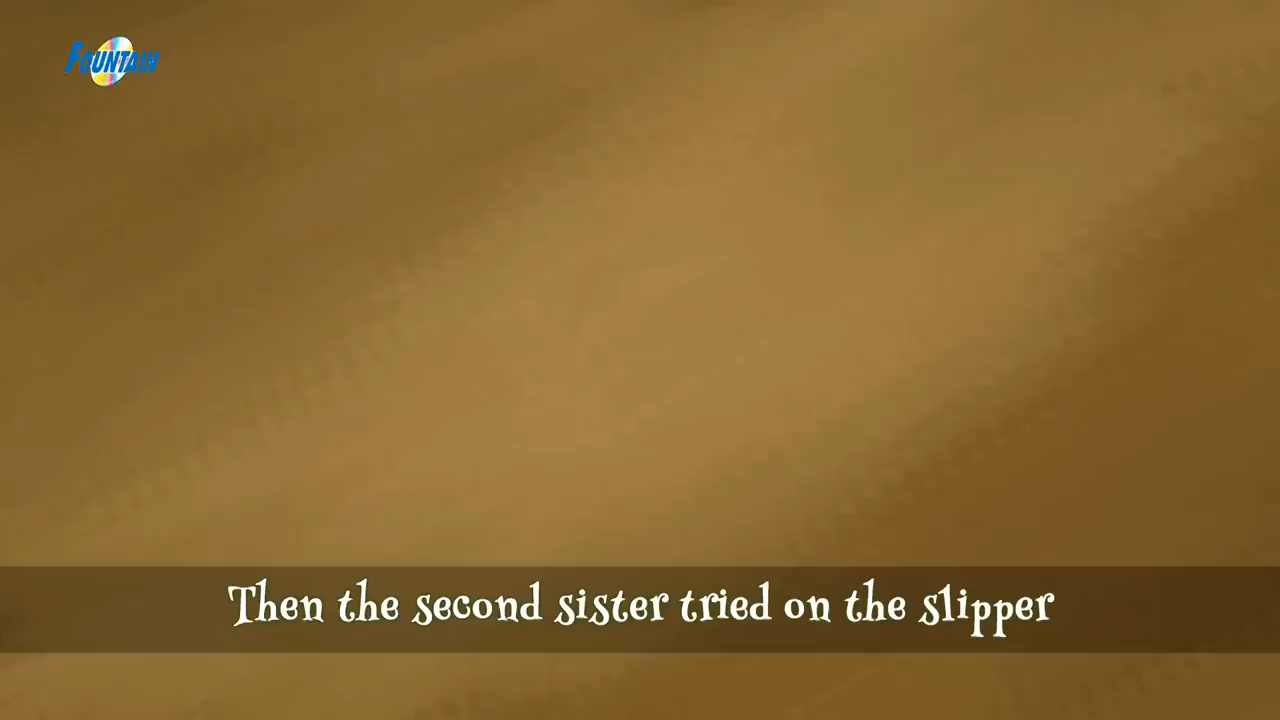 FOUNTAIN
Then the second sister tried on the slipper